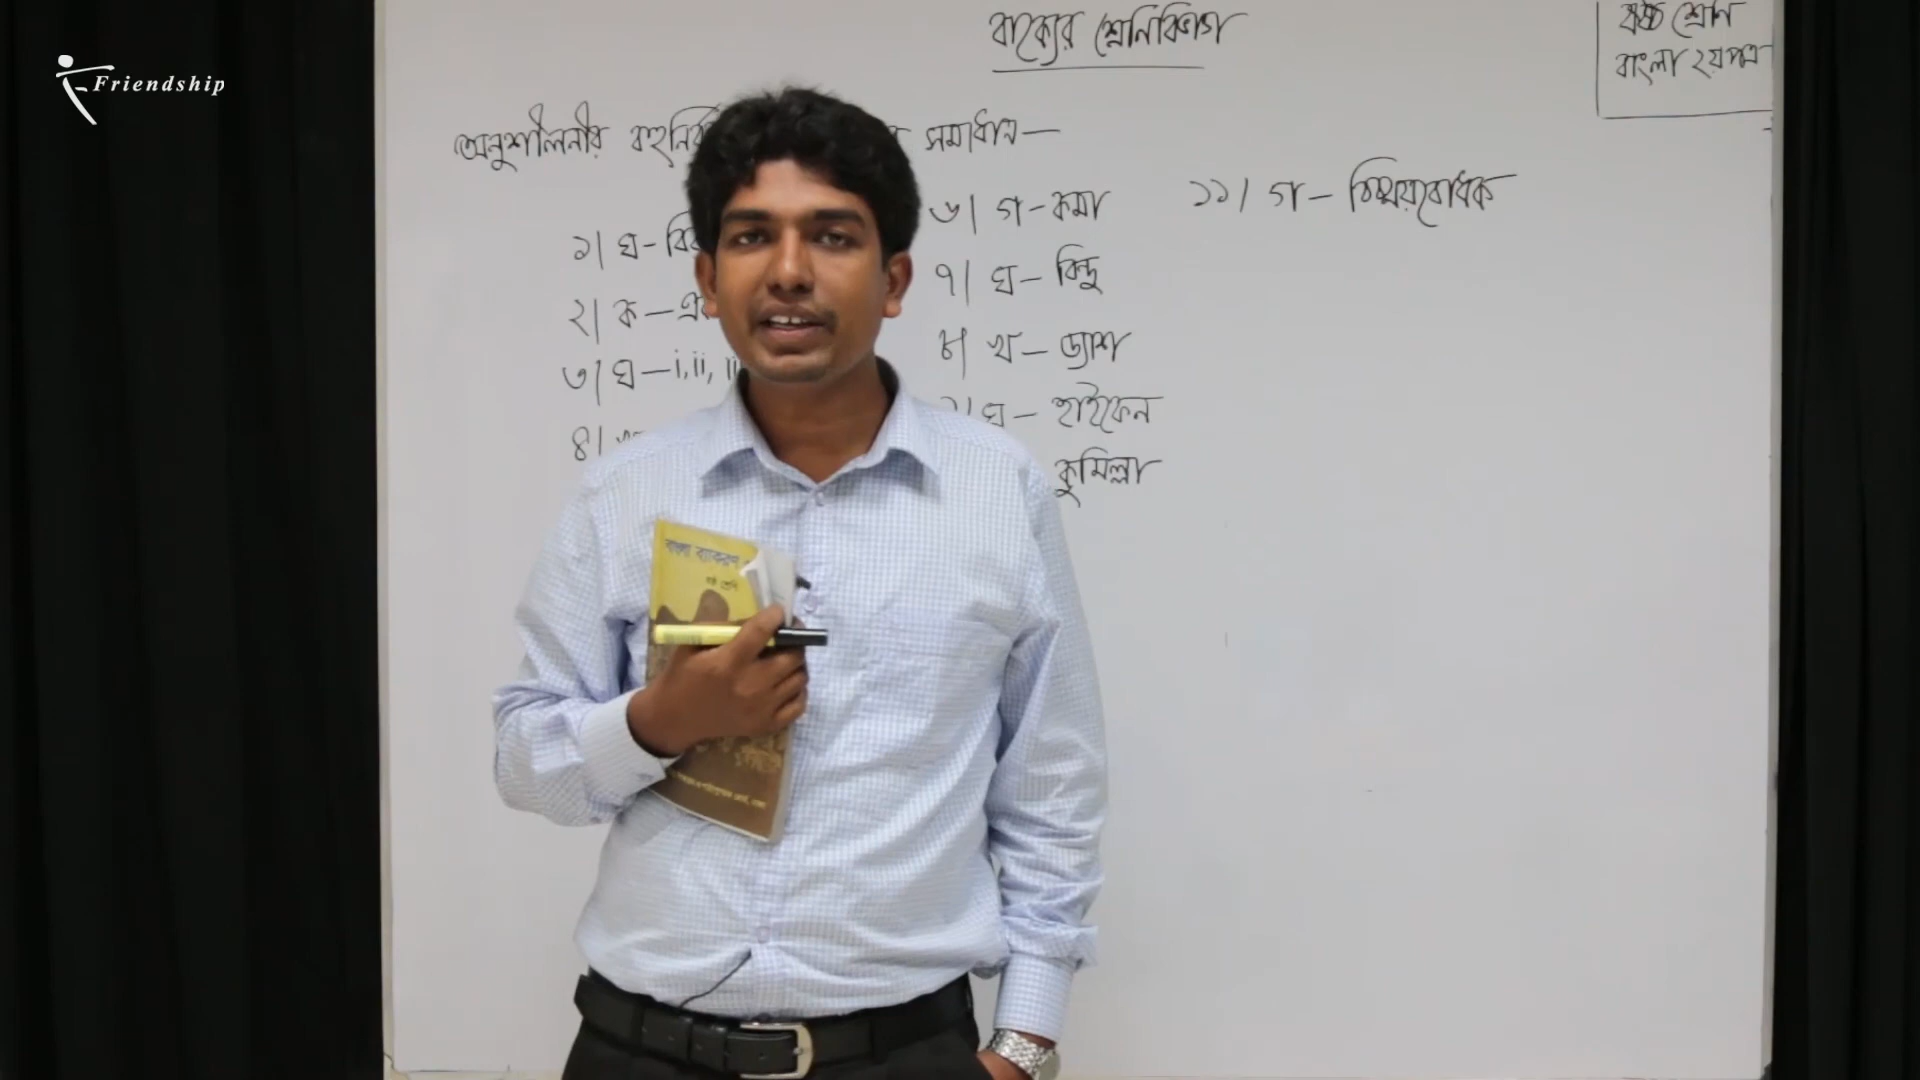 Friendship
বাক্যের শ্রেনিবিভাগ
ষষ্ঠ শ্রেনি
বাংলা ২য় পত্র
অনুশীলনীর সমাধান—
১। ঘ-
২। ক—
৩। ঘ—i, ii,
৪।
৬। গ-কমা
৭। ঘ— বিন্দু
৮। খ— ড্যাশ
ঘ— হাইফেন
কুমিল্লা
১১। গ— বিস্ময়বোধক
বাংলা ব্যাকরণ
ষষ্ঠ শ্রেণি